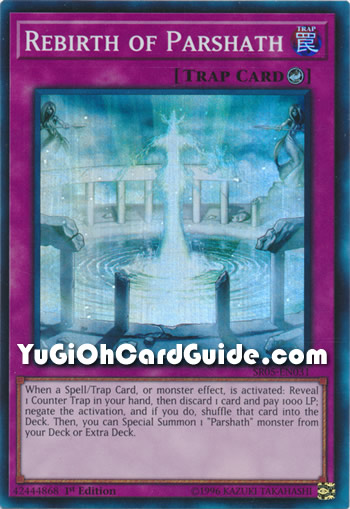 REBIRTH OF PARSHATH
TRAP
罠
[TRAP CARD]
YuGiOhCardGuide.com
SR05-EN031
When a Spell/Trap Card, or monster effect, is activated: Reveal
1 Counter Trap in your hand, then discard 1 card and pay 1000 LP;
negate the activation, and if you do, shuffle that card into the
Deck. Then, you can Special Summon 1 "Parshath" monster
from your Deck or Extra Deck.
42444868 1st Edition ©1996 KAZUKI TAKAHASHI